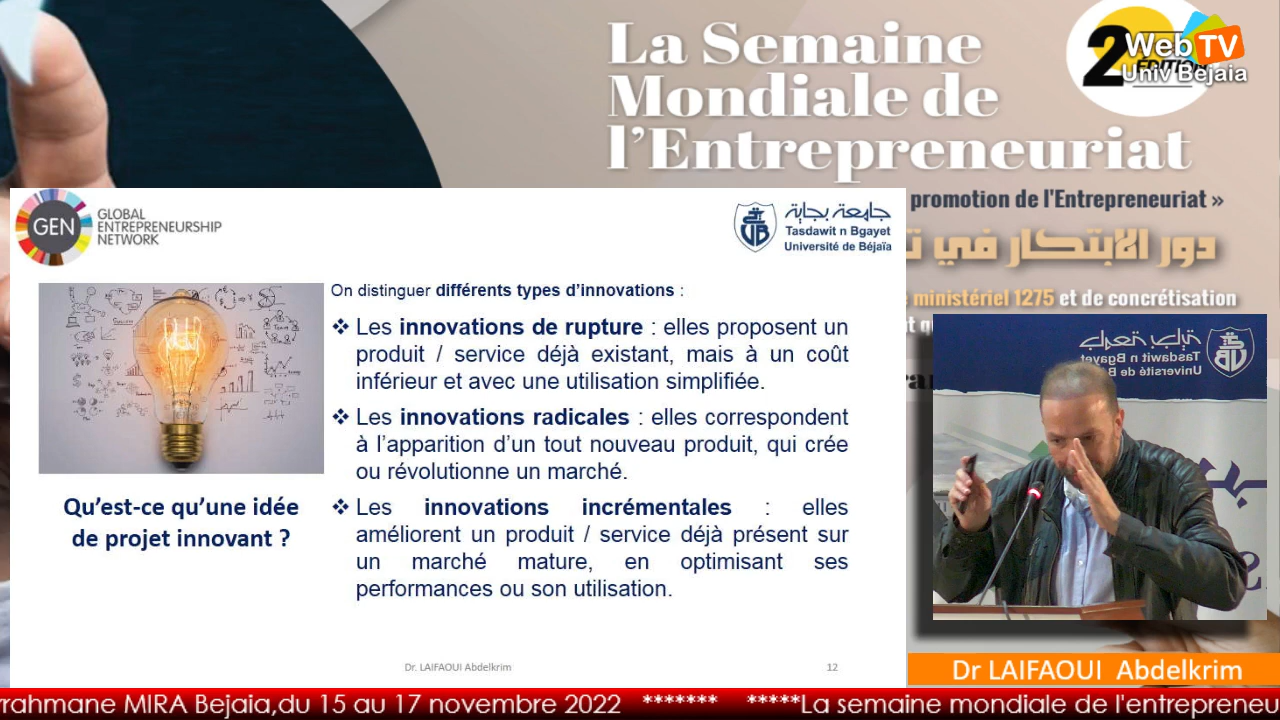 La Semaine
Mondiale de
l'Entrepreneuriat
2
ÉDITION
Web TV
Univ Bejaia
promotion de l'Entrepreneuriat »
دور الابتكار في
ministériel 1275 et de concrétisation
GEN
GLOBAL
ENTREPRENEURSHIP
NETWORK
جامعة بجاية
Tasdawit n Bgayet
Université de Béjaïa
On distinguer différents types d'innovations :
❖ Les innovations de rupture : elles proposent un
produit / service déjà existant, mais à un coût
inférieur et avec une utilisation simplifiée.
❖ Les innovations radicales : elles correspondent
à l'apparition d'un tout nouveau produit, qui crée
ou révolutionne un marché.
❖ Les innovations incrémentales : elles
améliorent un produit / service déjà présent sur
un marché mature, en optimisant ses
performances ou son utilisation.
Qu'est-ce qu'une idée
de projet innovant ?
Dr. LAIFAOUI Abdelkrim
12
Tasdawit n Bgayet
Université de B
Dr LAIFAOUI Abdelkrim
rrahmane MIRA Bejaia,du 15 au 17 novembre 2022 ******* *****La semaine mondiale de l'entrepreneu